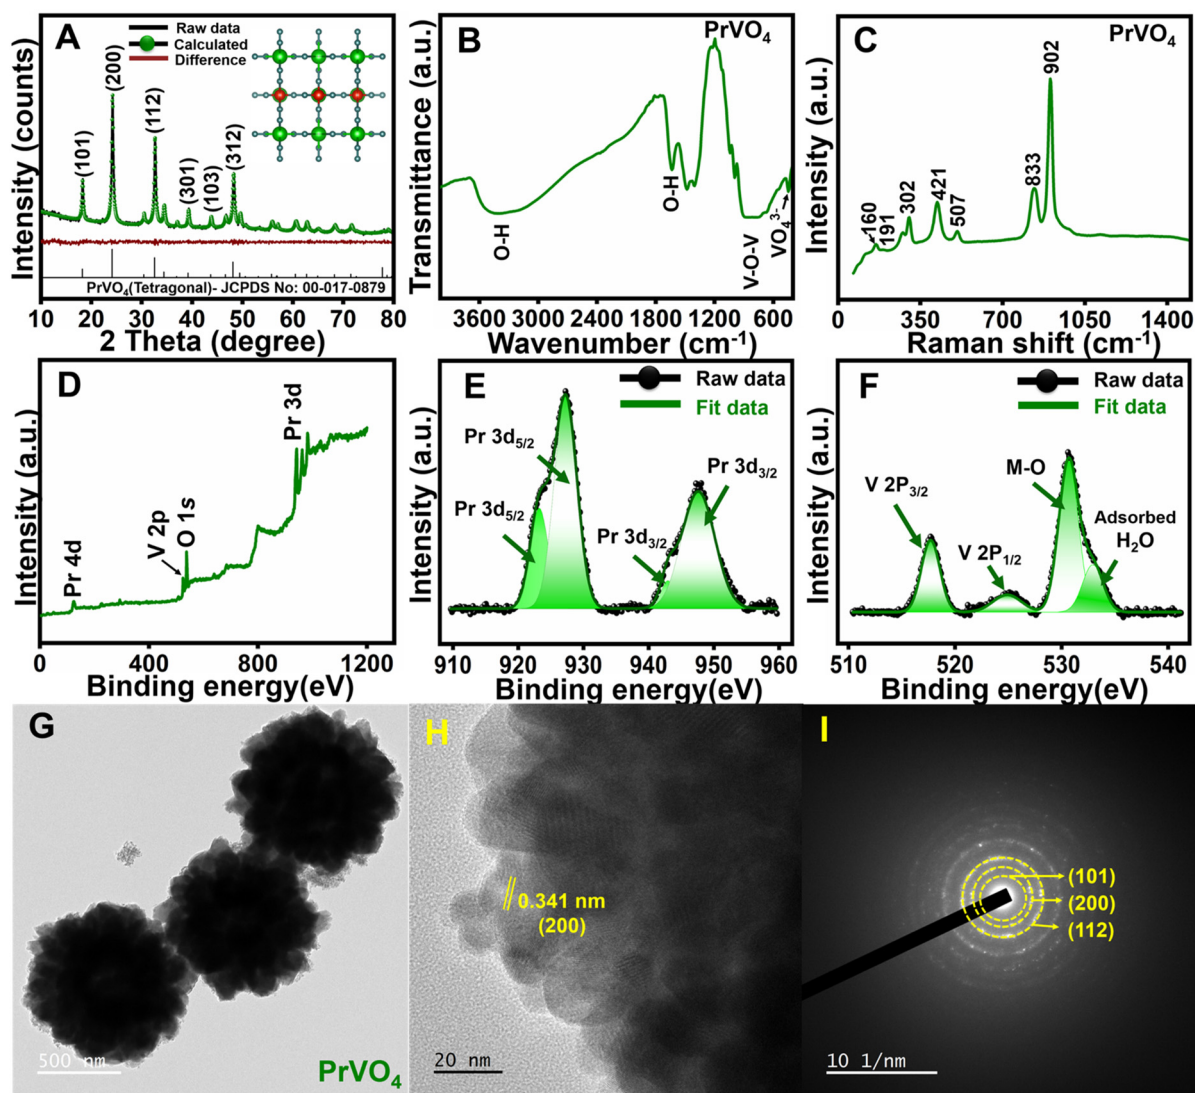 A
Raw data
Calculated
Difference
(101)
(200)
(112)
(301)
(103)
(312)
PrVO4(Tetragonal)- JCPDS No: 00-017-0879
10 20 30 40 50 60 70 80
2 Theta (degree)
Intensity (counts)
B
PrVO4
O-H
O-H
V-O-V
VO4 3-
3600 3000 2400 1800 1200 600
Wavenumber (cm-1)
Transmittance (a.u.)
C
PrVO4
160
191
302
421
507
833
902
0 350 700 1050 1400
Raman shift (cm-1)
Intensity (a.u.)
D
Pr 4d
V 2p
O 1s
Pr 3d
0 400 800 1200
Binding energy(eV)
Intensity (a.u.)
E
Raw data
Fit data
Pr 3d5/2
Pr 3d5/2
Pr 3d3/2
Pr 3d3/2
910 920 930 940 950 960
Binding energy(eV)
Intensity (a.u.)
F
Raw data
Fit data
V 2P3/2
V 2P1/2
M-O
Adsorbed
H2O
510 520 530 540
Binding energy(eV)
Intensity (a.u.)
G
500 nm
PrVO4
H
0.341 nm
(200)
20 nm
I
(101)
(200)
(112)
10 1/nm